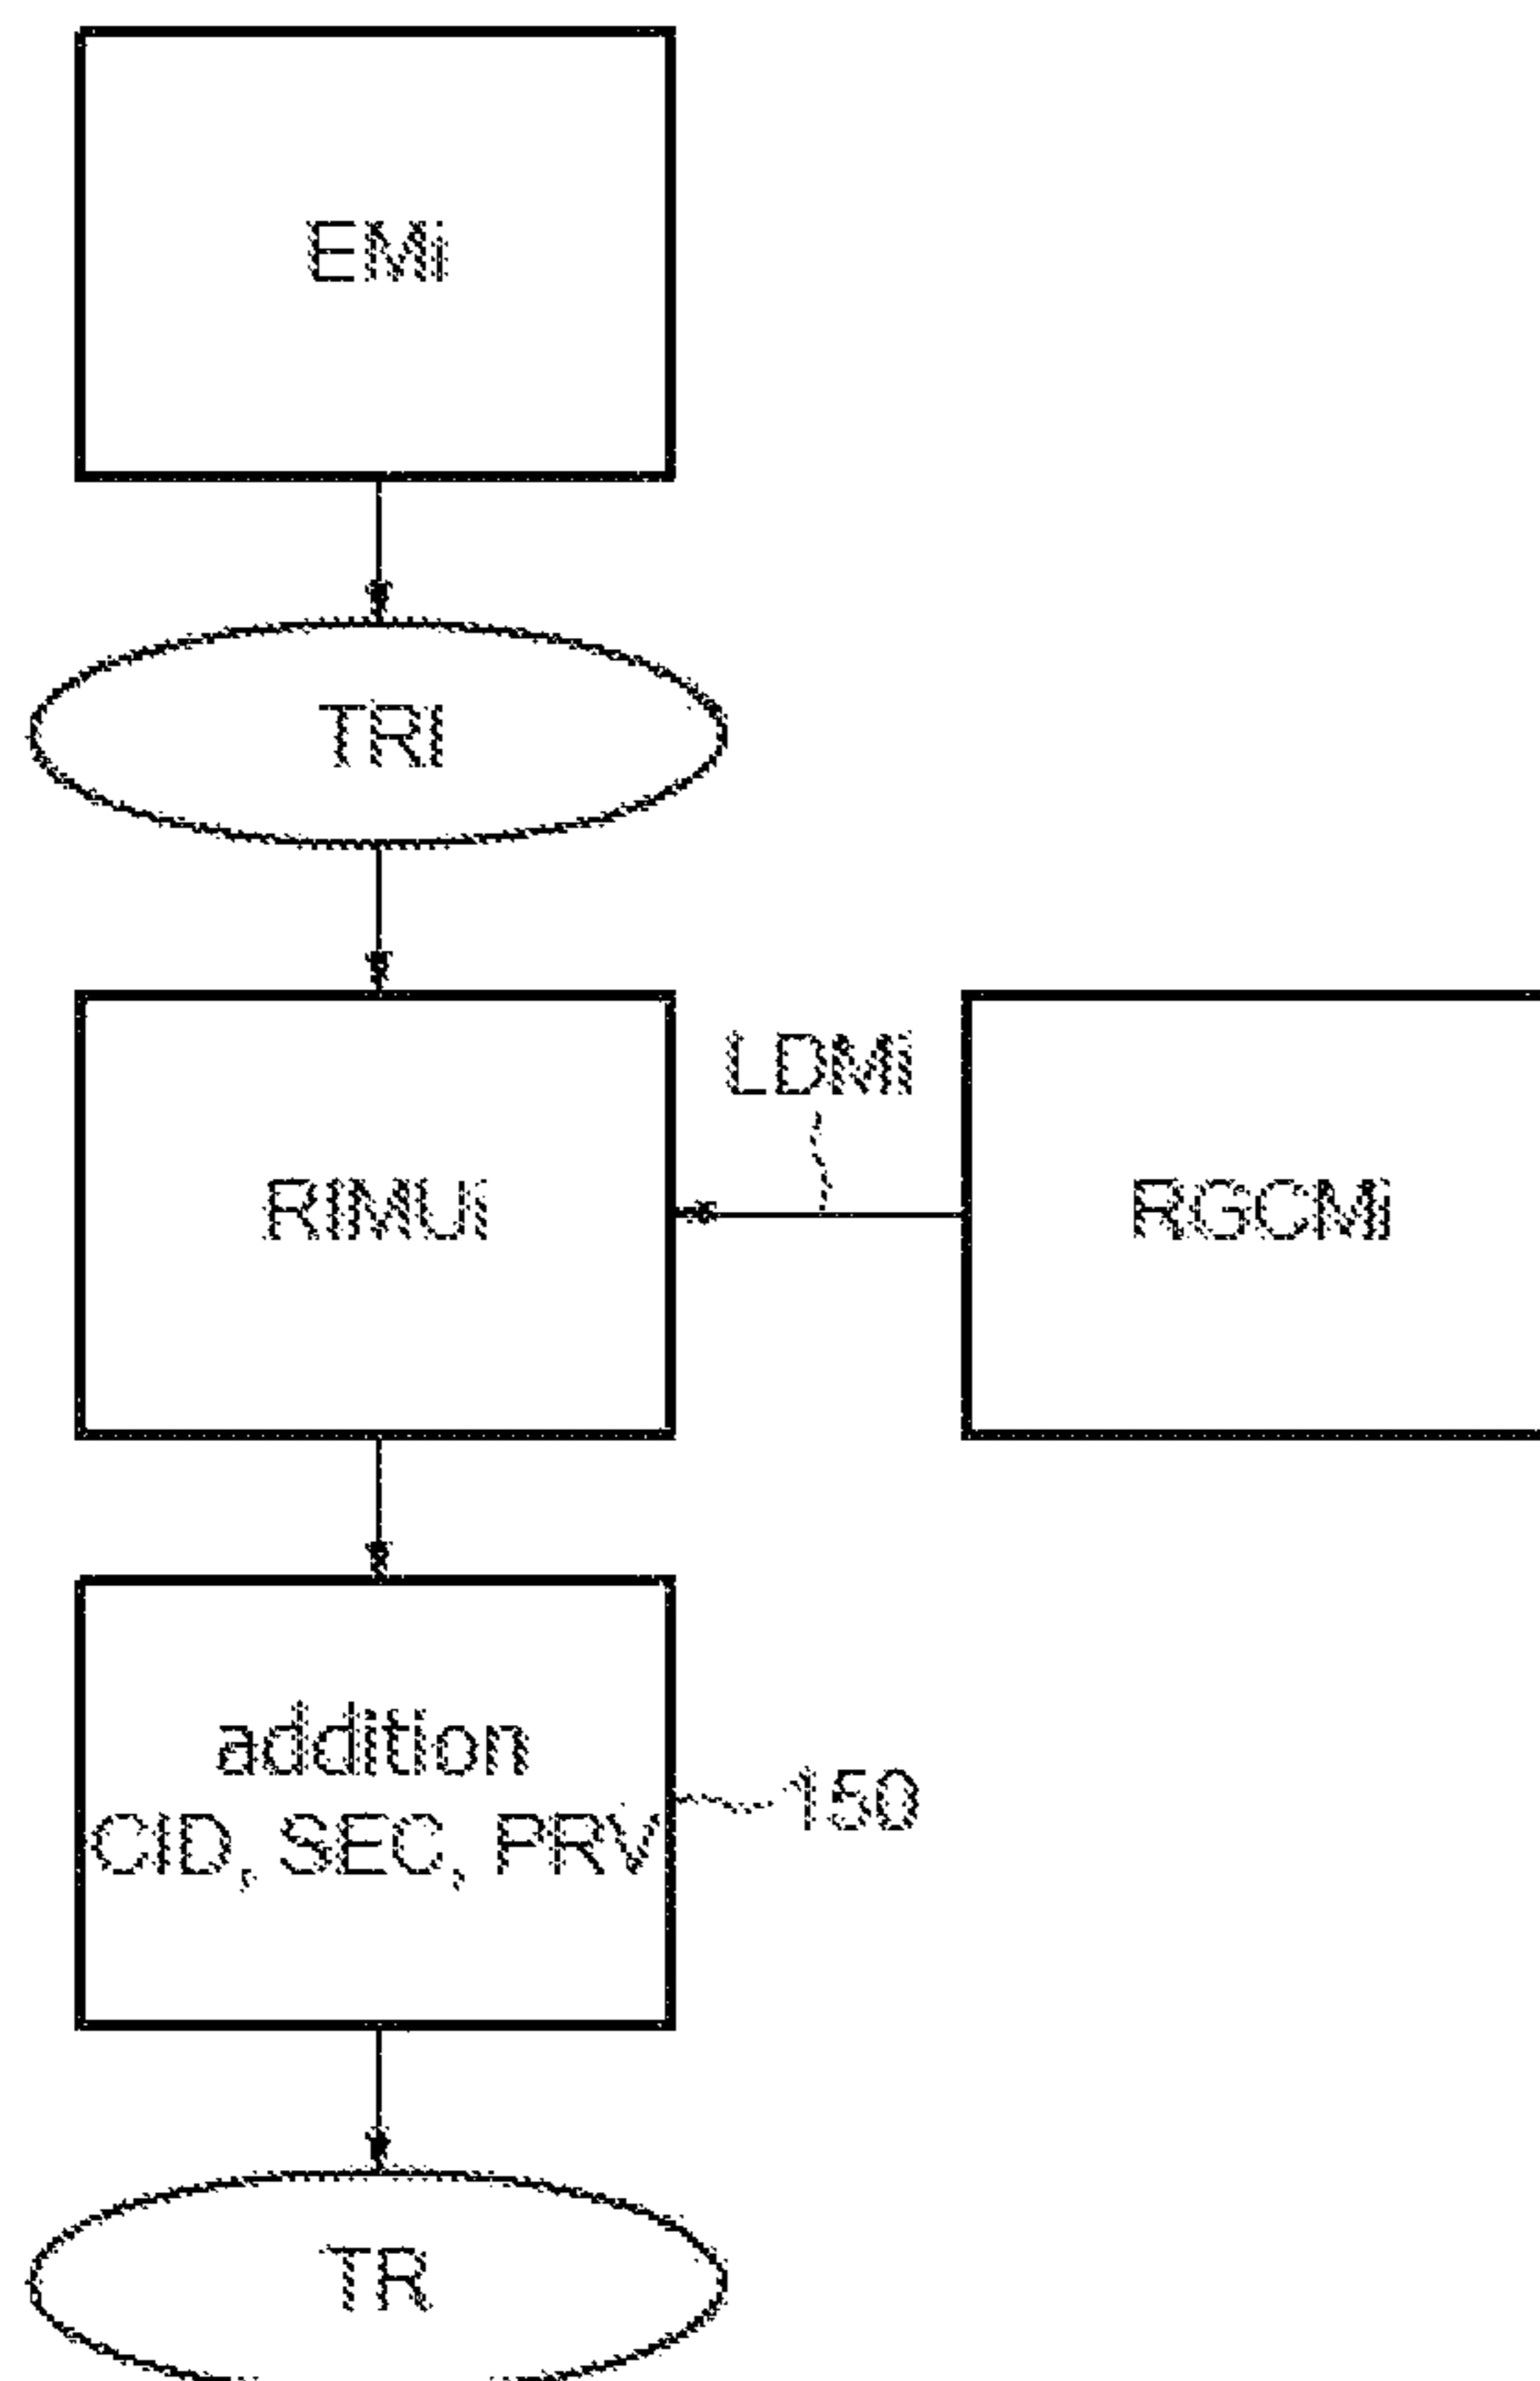 EMi
TRI
LDMi
RIMUi
RGCMi
addition
CID, SEC, PRV
150
TR